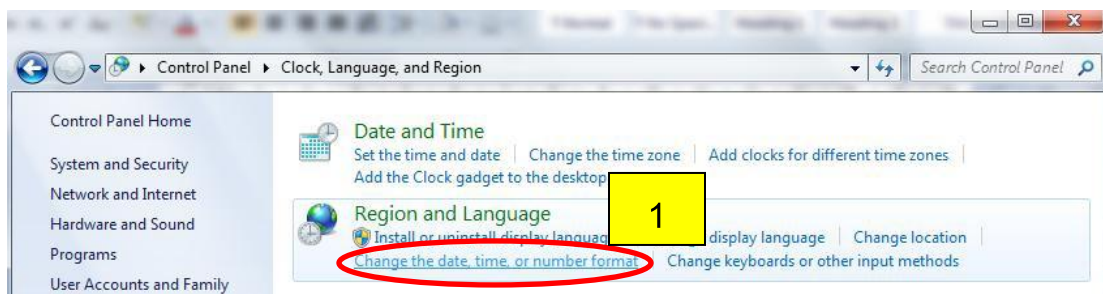 Control Panel ▸ Clock, Language, and Region
Search Control Panel
Control Panel Home
System and Security
Network and Internet
Hardware and Sound
Programs
User Accounts and Family
Date and Time
Set the time and date | Change the time zone | Add clocks for different time zones
Add the Clock gadget to the desktop
Region and Language
1
Install or uninstall display display language | Change location
Change the date, time, or number format Change keyboards or other input methods